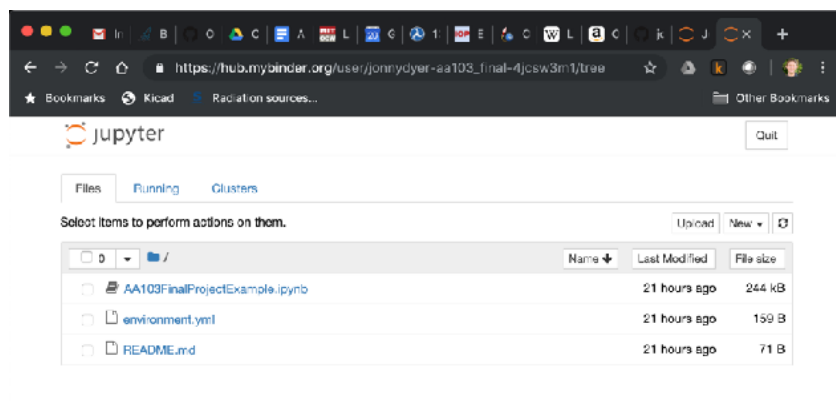 In B O C A L G 1: E C W L a C k J
https://hub.mybinder.org/user/jonnydyer-aa103_final-4jcsw3m1/tree
Bookmarks Kicad Radiation sources... Other Bookmarks
jupyter Quit
Files Running Clusters
Select items to perform actions on them. Upload New
0 / Name Last Modified File size
AA103FinalProjectExample.ipynb 21 hours ago 244 kB
environment.yml 21 hours ago 159 B
README.md 21 hours ago 71 B